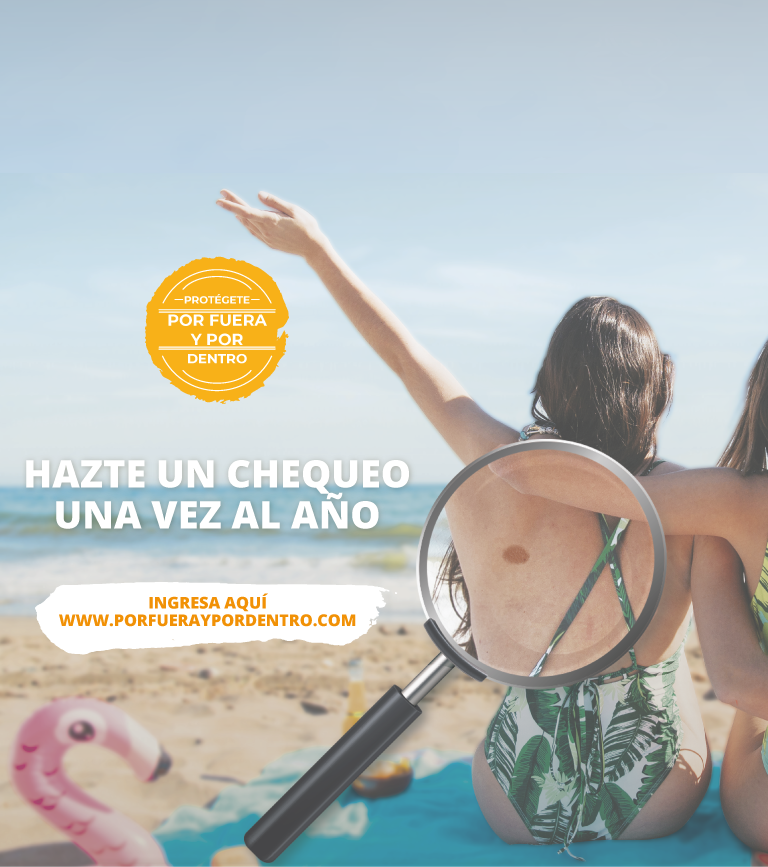 PROTÉGETE
POR FUERA
Y POR
DENTRO
HAZTE UN CHEQUEO
UNA VEZ AL AÑO
INGRESA AQUÍ
WWW.PORFUERAYPORDENTRO.COM